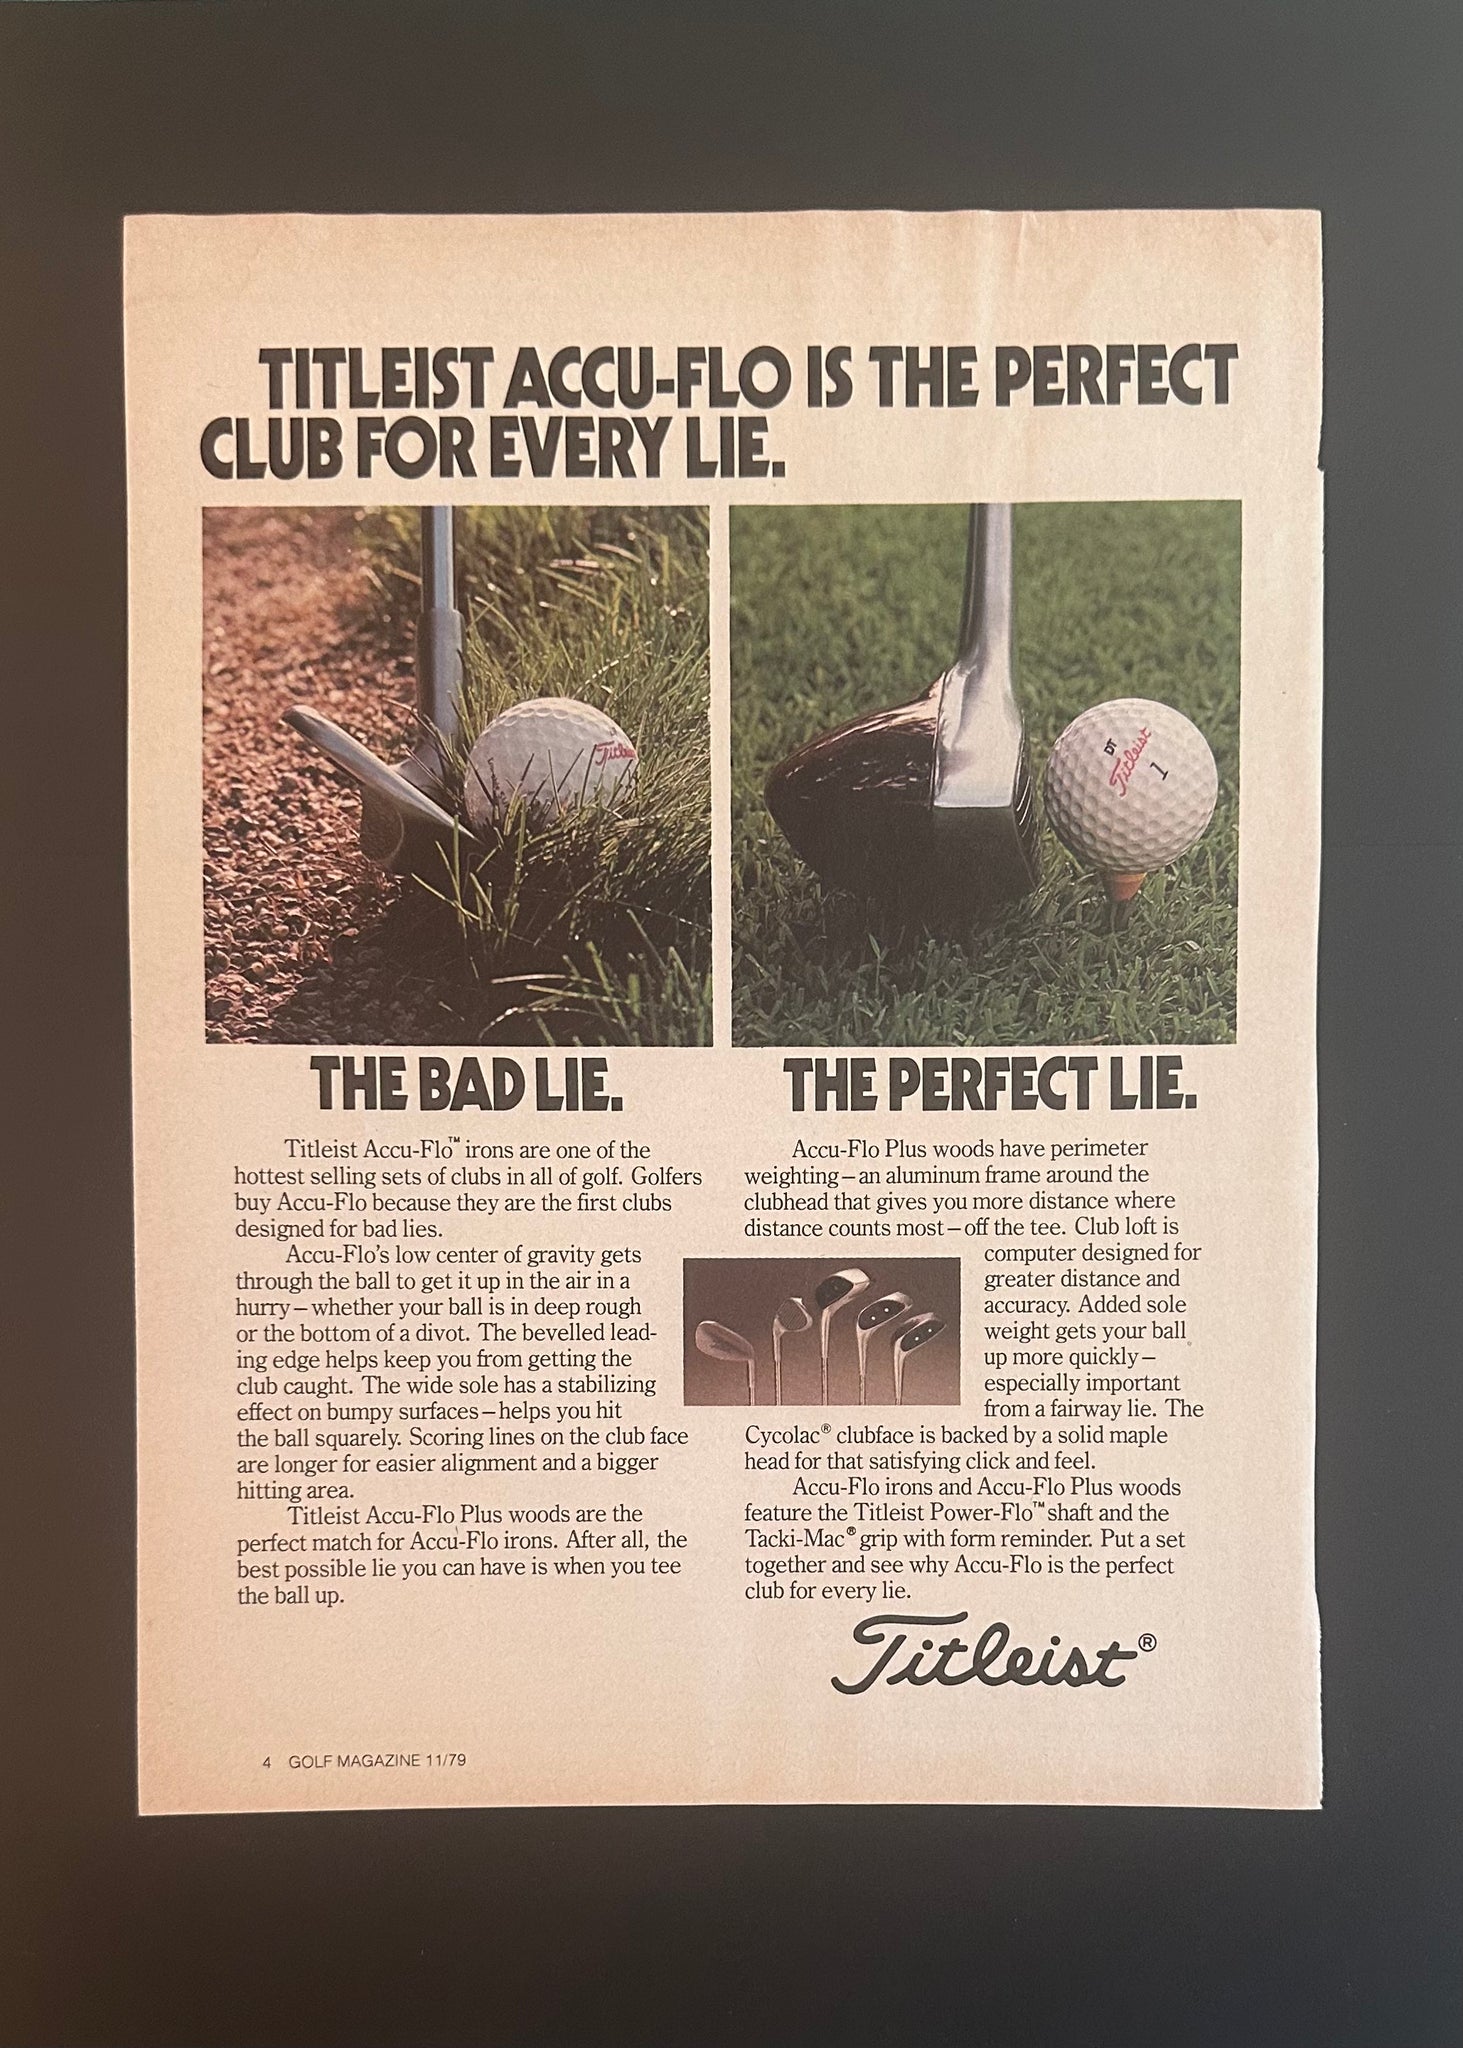 TITLEIST ACCU-FLO IS THE PERFECT
CLUB FOR EVERY LIE.
Titleist
DT
Titleist
1
THE BAD LIE.
Titleist Accu-Flo™ irons are one of the
hottest selling sets of clubs in all of golf. Golfers
buy Accu-Flo because they are the first clubs
designed for bad lies.
Accu-Flo's low center of gravity gets
through the ball to get it up in the air in a
hurry—whether your ball is in deep rough
or the bottom of a divot. The bevelled lead-
ing edge helps keep you from getting the
club caught. The wide sole has a stabilizing
effect on bumpy surfaces—helps you hit
the ball squarely. Scoring lines on the club face
are longer for easier alignment and a bigger
hitting area.
Titleist Accu-Flo Plus woods are the
perfect match for Accu-Flo irons. After all, the
best possible lie you can have is when you tee
the ball up.
THE PERFECT LIE.
Accu-Flo Plus woods have perimeter
weighting—an aluminum frame around the
clubhead that gives you more distance where
distance counts most—off the tee. Club loft is
computer designed for
greater distance and
accuracy. Added sole
weight gets your ball
up more quickly—
especially important
from a fairway lie. The
Cycolac® clubface is backed by a solid maple
head for that satisfying click and feel.
Accu-Flo irons and Accu-Flo Plus woods
feature the Titleist Power-Flo™ shaft and the
Tacki-Mac® grip with form reminder. Put a set
together and see why Accu-Flo is the perfect
club for every lie.
Titleist®
4 GOLF MAGAZINE 11/79